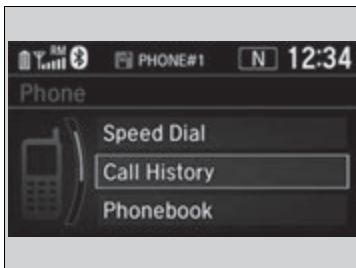 RM PHONE#1 N 12:34
Phone
Speed Dial
Call History
Phonebook